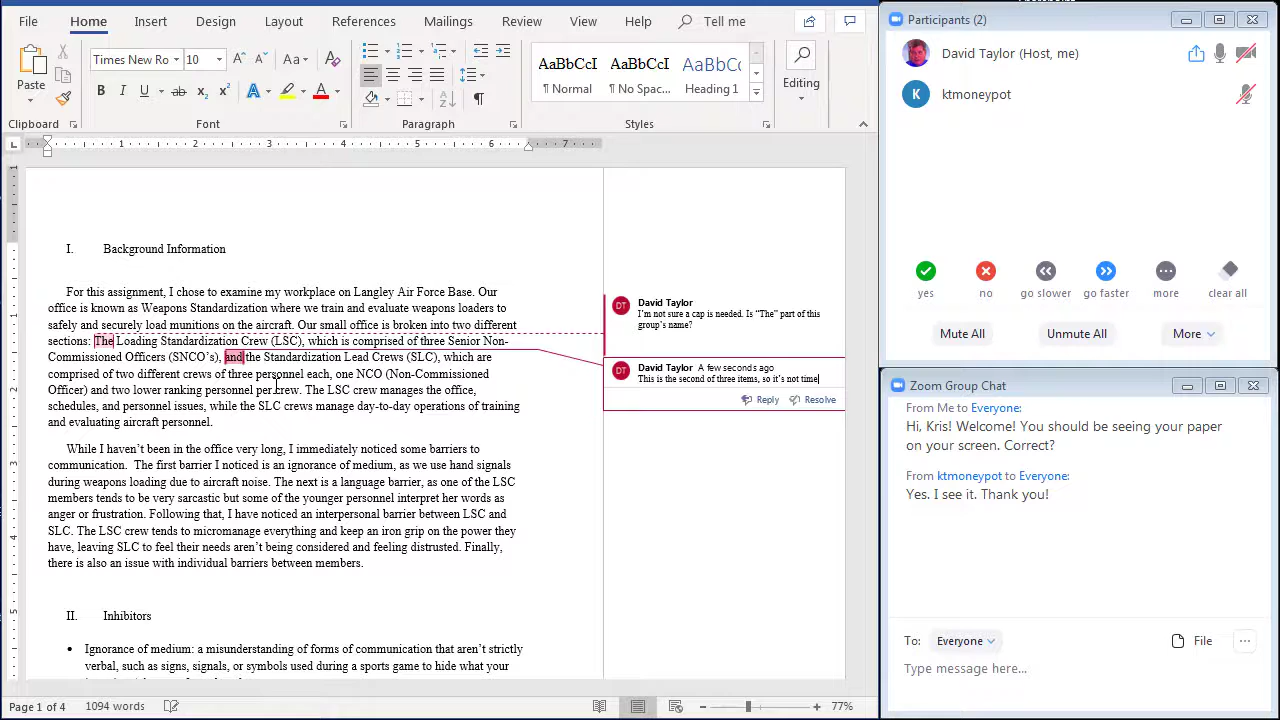 File Home Insert Design Layout References Mailings Review View Help Tell me
Paste
Times New Ro 10
Editing
AaBbCcI AaBbCcI AaBbCc
¶ Normal ¶ No Spac... Heading 1
Clipboard Font Paragraph Styles
1 2 3 4 5 6 7
I. Background Information
For this assignment, I chose to examine my workplace on Langley Air Force Base. Our
office is known as Weapons Standardization where we train and evaluate weapons loaders to
safely and securely load munitions on the aircraft. Our small office is broken into two different
sections: The Loading Standardization Crew (LSC), which is comprised of three Senior Non-
Commissioned Officers (SNCO's), and the Standardization Lead Crews (SLC), which are
comprised of two different crews of three personnel each, one NCO (Non-Commissioned
Officer) and two lower ranking personnel per crew. The LSC crew manages the office,
schedules, and personnel issues, while the SLC crews manage day-to-day operations of training
and evaluating aircraft personnel.
While I haven't been in the office very long, I immediately noticed some barriers to
communication. The first barrier I noticed is an ignorance of medium, as we use hand signals
during weapons loading due to aircraft noise. The next is a language barrier, as one of the LSC
members tends to be very sarcastic but some of the younger personnel interpret her words as
anger or frustration. Following that, I have noticed an interpersonal barrier between LSC and
SLC. The LSC crew tends to micromanage everything and keep an iron grip on the power they
have, leaving SLC to feel their needs aren't being considered and feeling distrusted. Finally,
there is also an issue with individual barriers between members.
II. Inhibitors
• Ignorance of medium: a misunderstanding of forms of communication that aren't strictly
verbal, such as signs, signals, or symbols used during a sports game to hide what your
DT David Taylor
I'm not sure a cap is needed. Is "The" part of this
group's name?
DT David Taylor A few seconds ago
This is the second of three items, so it's not time
Reply Resolve
Page 1 of 4 1094 words 77%
Participants (2)
David Taylor (Host, me)
K ktmoneypot
yes no go slower go faster more clear all
Mute All Unmute All More
Zoom Group Chat
From Me to Everyone:
Hi, Kris! Welcome! You should be seeing your paper
on your screen. Correct?
From ktmoneypot to Everyone:
Yes. I see it. Thank you!
To: Everyone File ...
Type message here...